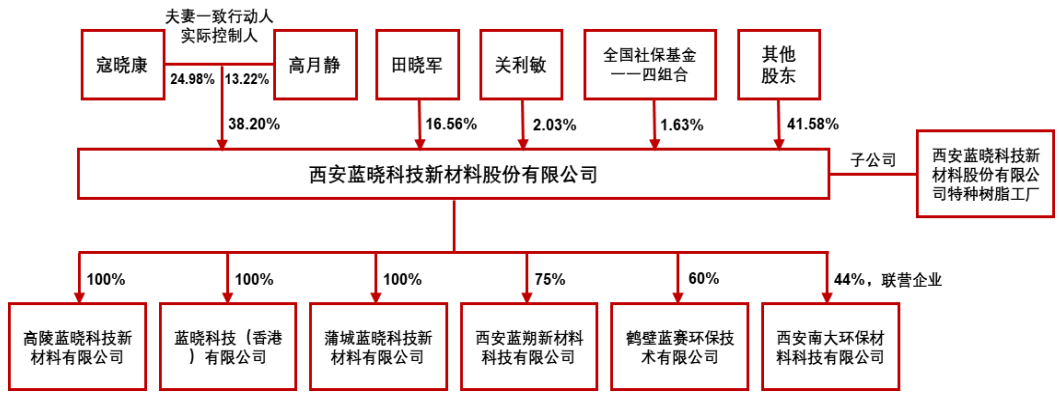 夫妻一致行动人
实际控制人
寇晓康
24.98%
13.22%
高月静
田晓军
关利敏
全国社保基金
一一四組合
其他
股东
38.20%
16.56%
2.03%
1.63%
41.58%
西安蓝晓科技新材料股份有限公司
子公司
西安蓝晓科技新
材料股份有限公
司特种树脂工厂
100%
100%
100%
75%
60%
44%，联营企业
高陵蓝晓科技新
材料有限公司
蓝晓科技（香港
）有限公司
蒲城蓝晓科技新
材料有限公司
西安蓝朔新材料
科技有限公司
鹤壁蓝赛环保技
术有限公司
西安南大环保材
料科技有限公司